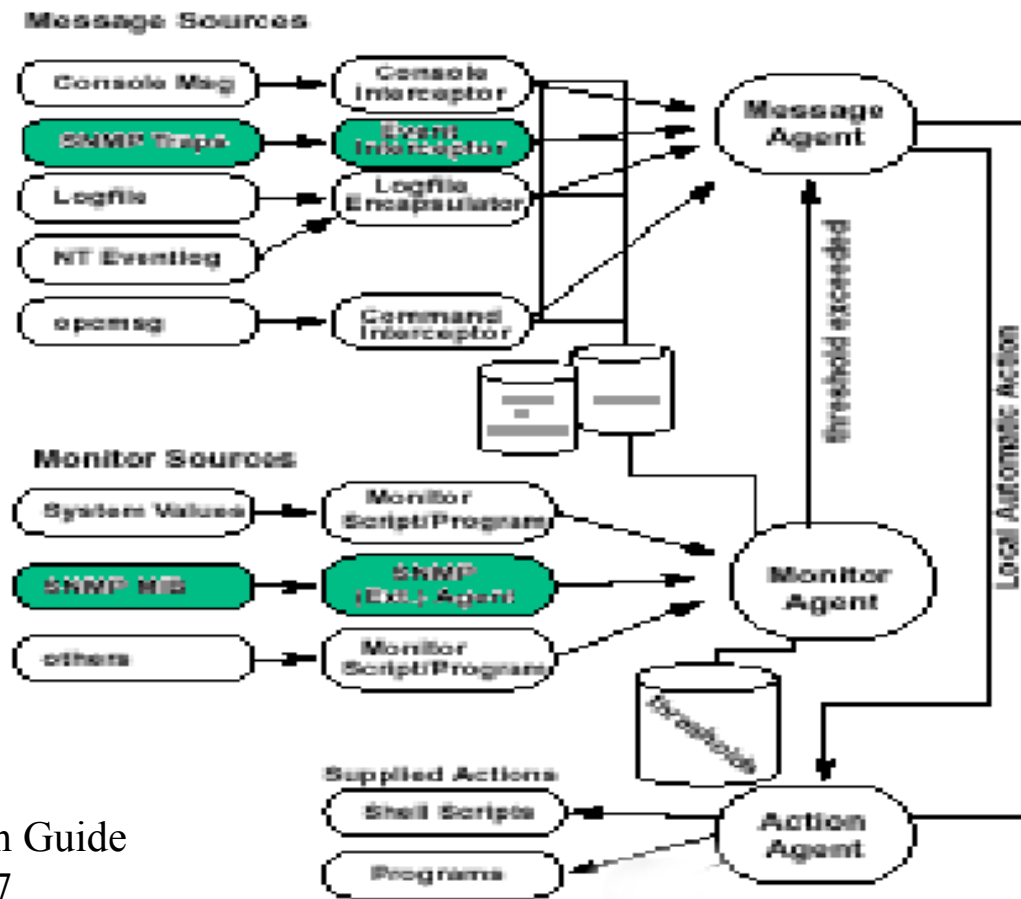 Message Sources
Console Msg
Console
Interceptor
SNMP Traps
Event
Interceptor
Logfile
Logfile
Encapsulator
NT Eventlog
opcmsg
Command
Interceptor
Message
Agent
threshold exceeded
Local Automatic Action
Monitor Sources
System Values
Monitor
Script/Program
SNMP MIB
SNMP
(Ext.) Agent
others
Monitor
Script/Program
Monitor
Agent
thresholds
Supplied Actions
Shell Scripts
Programs
Action
Agent
n Guide
7